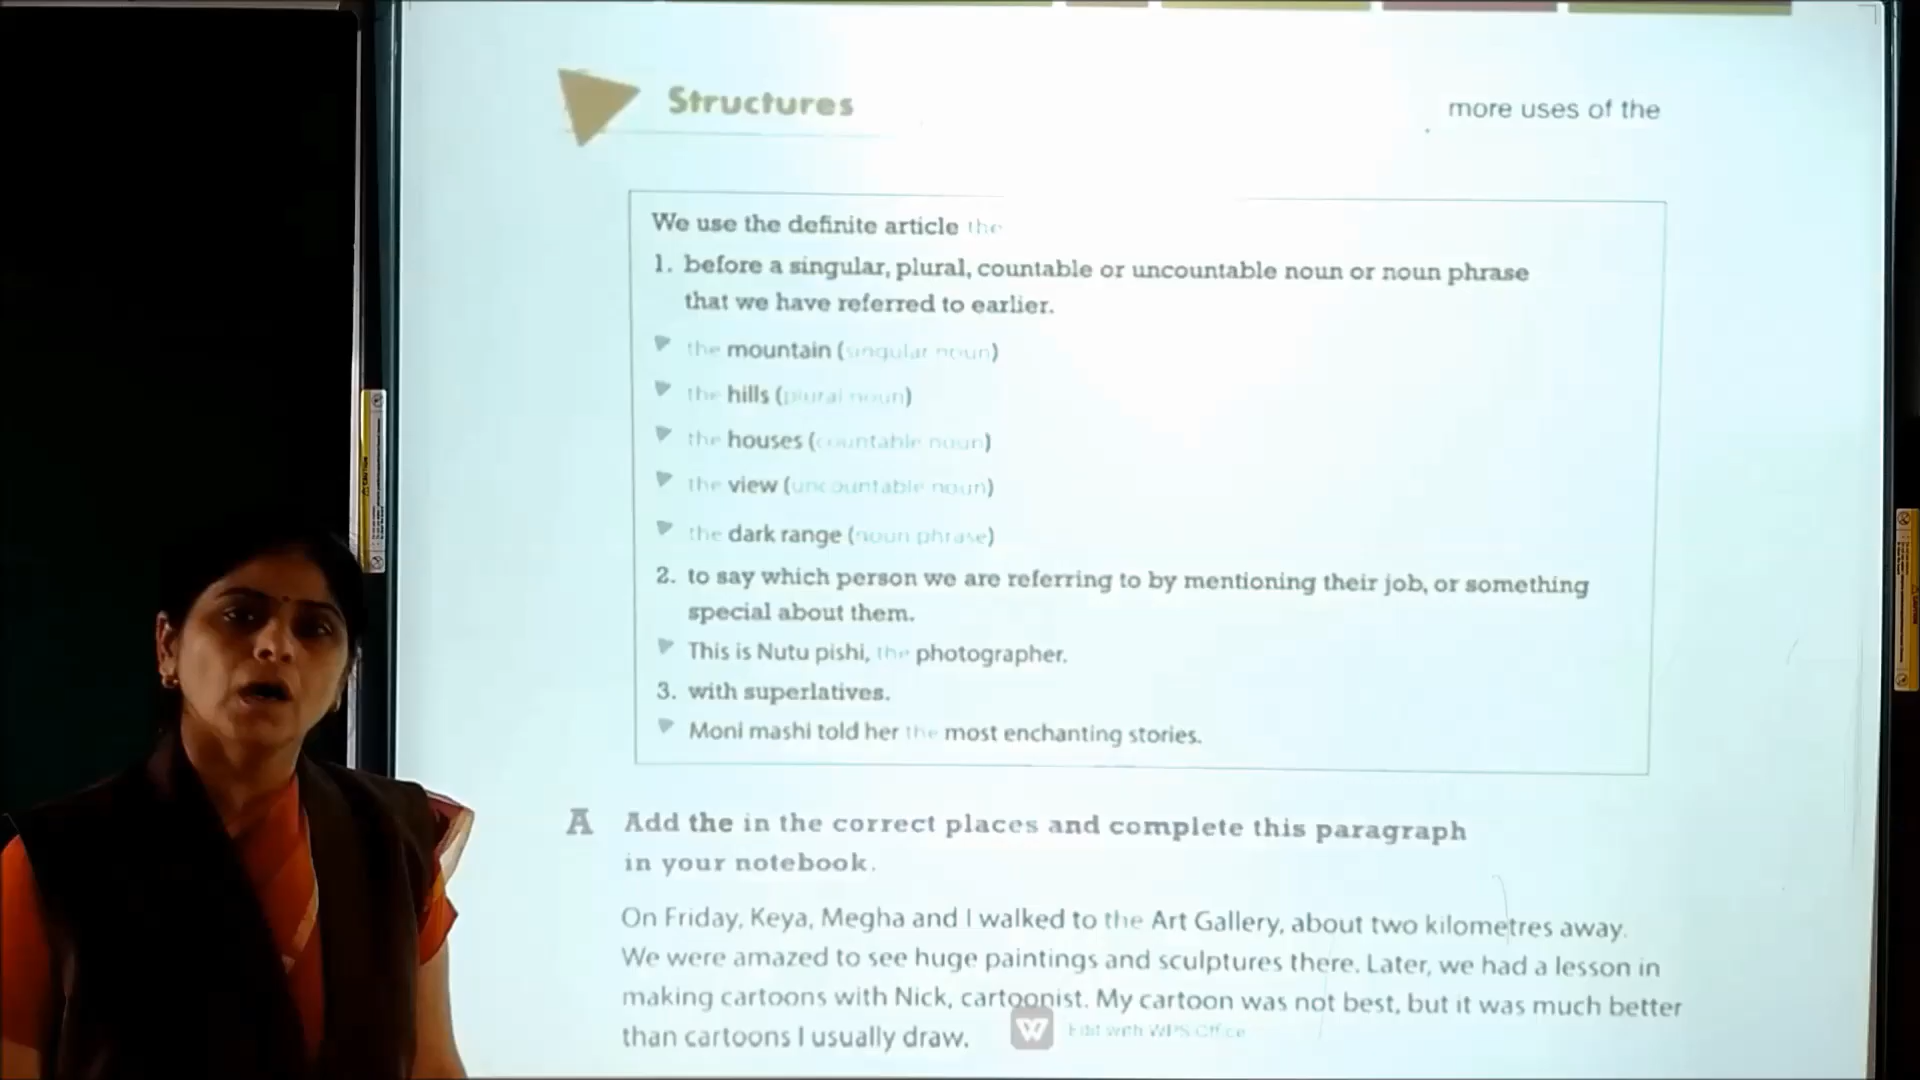 Structures
more uses of the
We use the definite article the
1. before a singular, plural, countable or uncountable noun or noun phrase
that we have referred to earlier.
the mountain (singular noun)
the hills (plural noun)
the houses (countable noun)
the view (uncountable noun)
the dark range (noun phrase)
2. to say which person we are referring to by mentioning their job, or something
special about them.
This is Nutu pishi, the photographer.
3. with superlatives.
Moni mashi told her the most enchanting stories.
A Add the in the correct places and complete this paragraph
in your notebook.
On Friday, Keya, Megha and I walked to the Art Gallery, about two kilometres away.
We were amazed to see huge paintings and sculptures there. Later, we had a lesson in
making cartoons with Nick, cartoonist. My cartoon was not best, but it was much better
than cartoons I usually draw.
Edit with WPS Office